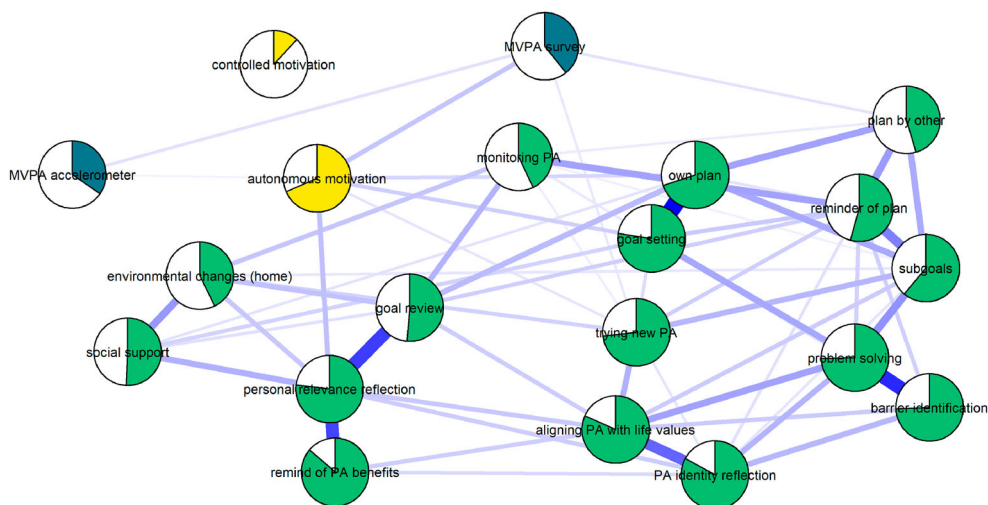 MVPA survey
controlled motivation
plan by other
monitoring PA
MVPA accelerometer
autonomous motivation
own plan
reminder of plan
goal setting
subgoals
environmental changes (home)
goal review
trying new PA
social support
problem solving
personal relevance reflection
barrier identification
aligning PA with life values
remind of PA benefits
PA identity reflection